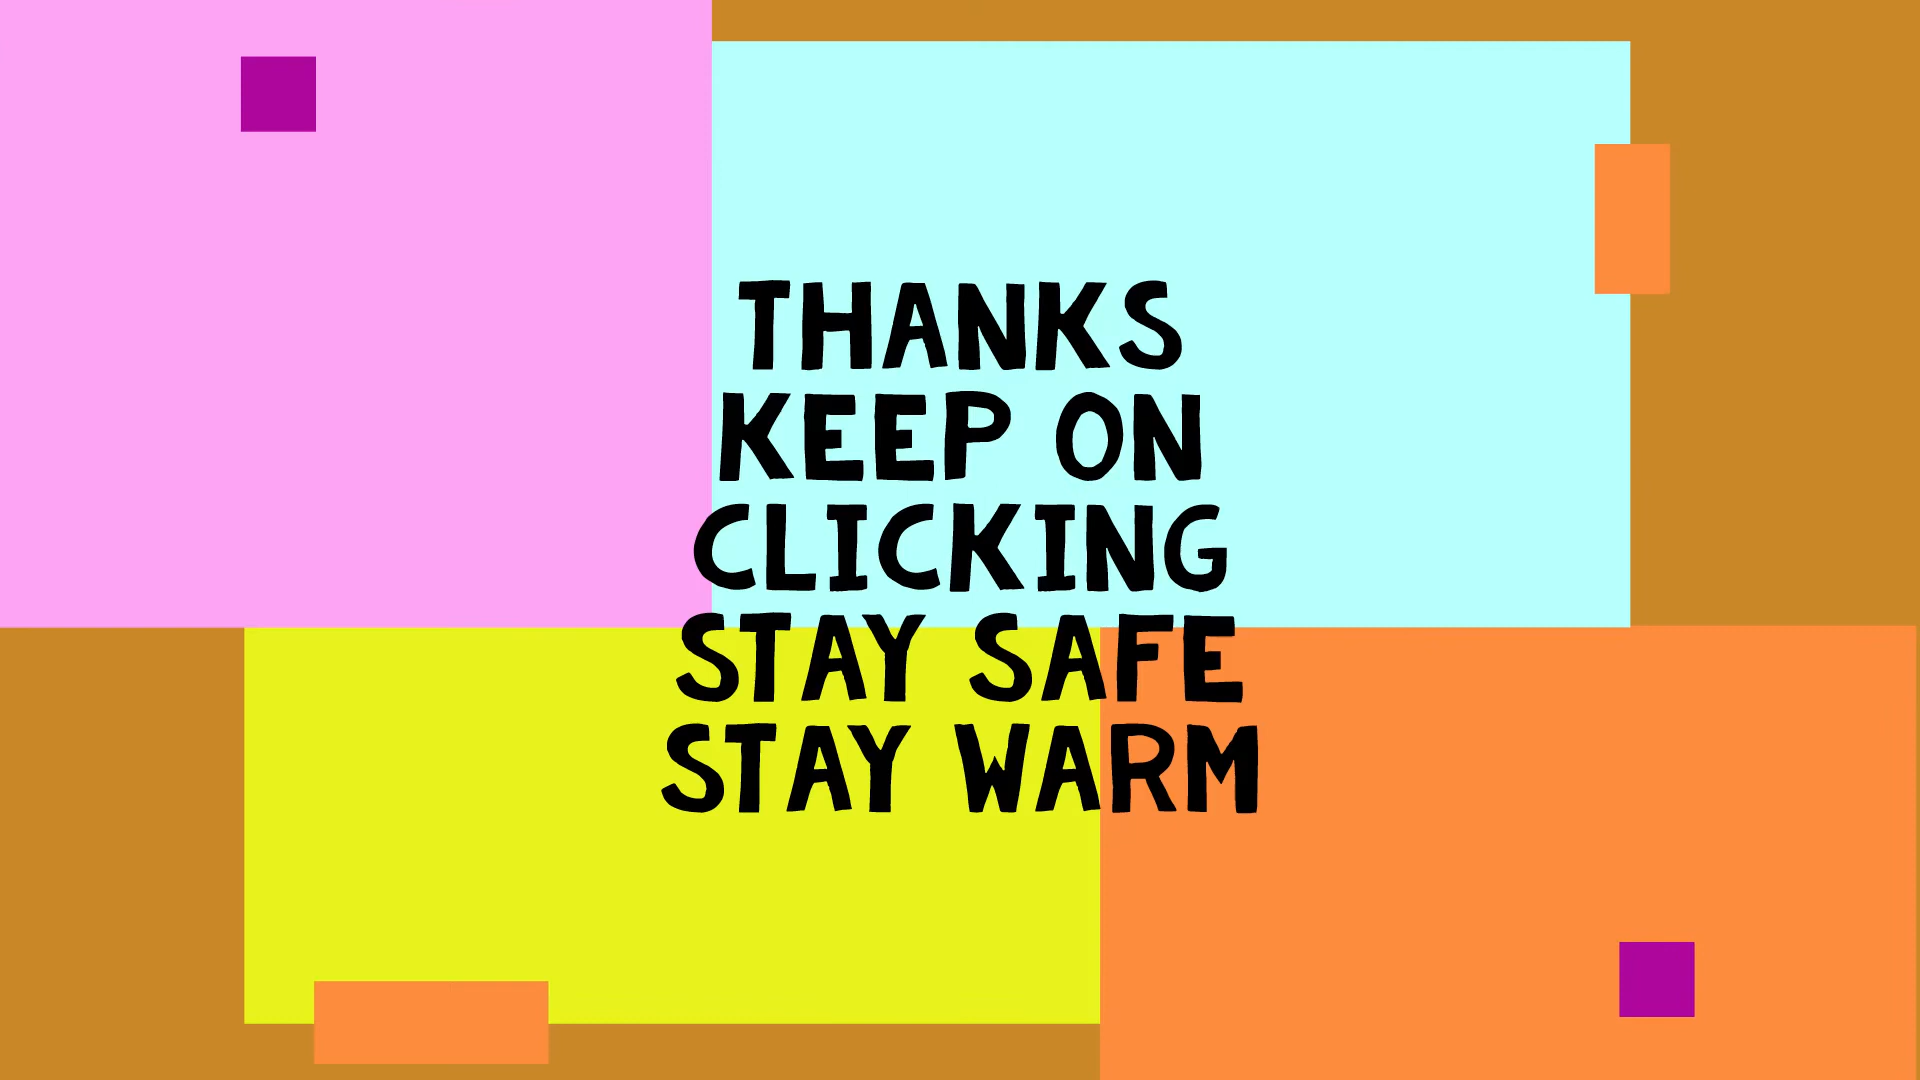 THANKS
KEEP ON
CLICKING
STAY SAFE
STAY WARM